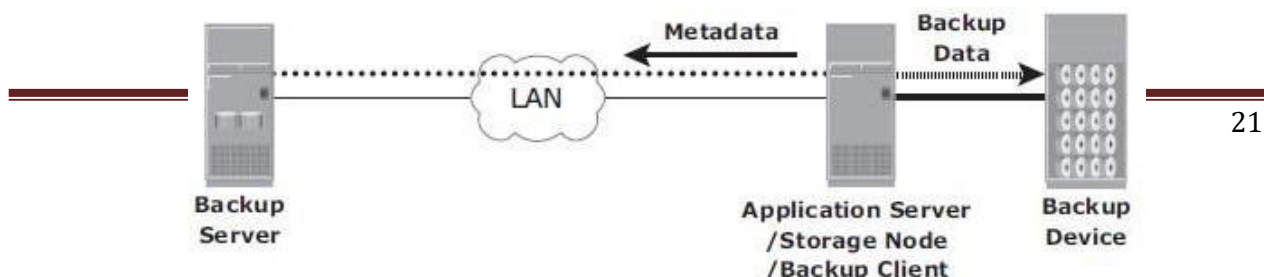 Metadata
Backup
Data
LAN
21
Backup
Server
Application Server
/Storage Node
/Backup Client
Backup
Device